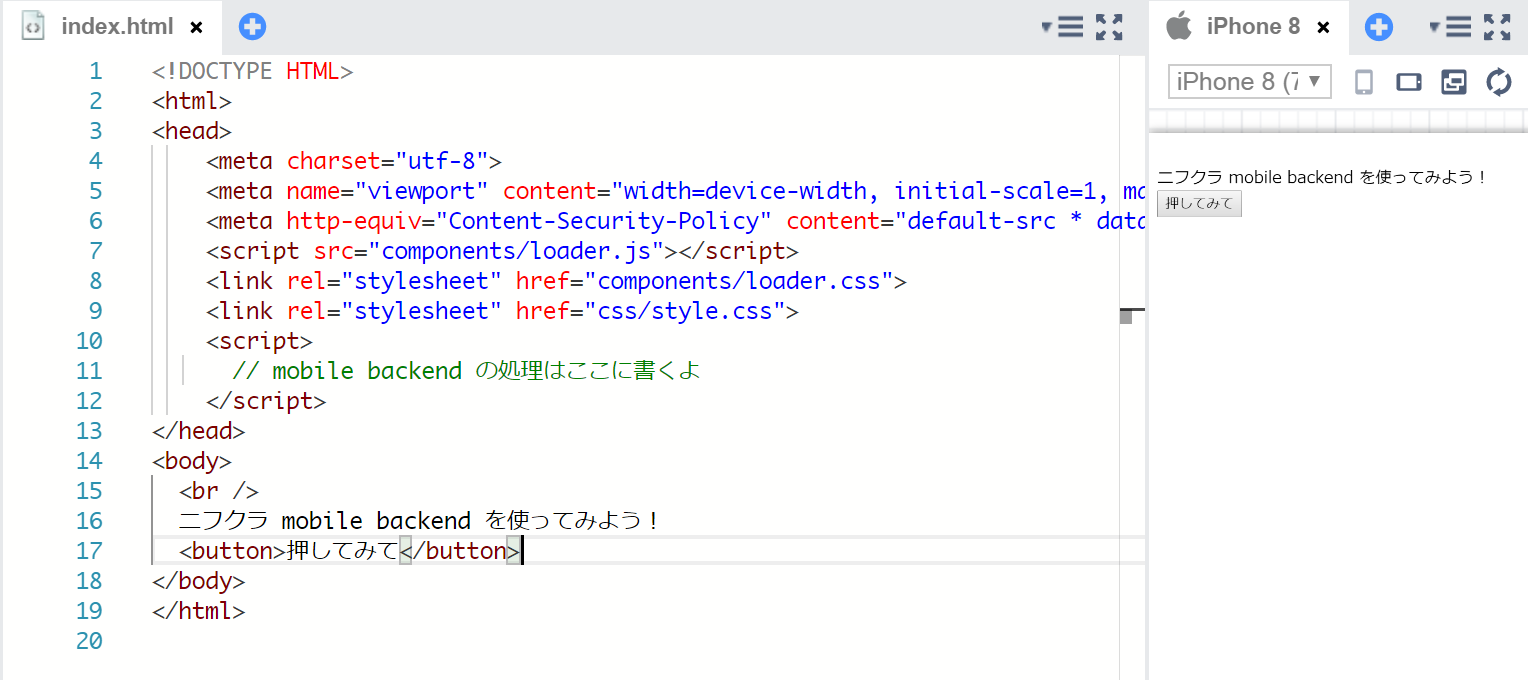 index.html ×
1 <!DOCTYPE HTML>
2 <html>
3 <head>
4 <meta charset="utf-8">
5 <meta name="viewport" content="width=device-width, initial-scale=1, ma
6 <meta http-equiv="Content-Security-Policy" content="default-src * data
7 <script src="components/loader.js"></script>
8 <link rel="stylesheet" href="components/loader.css">
9 <link rel="stylesheet" href="css/style.css">
10 <script>
11 // mobile backend の処理はここに書くよ
12 </script>
13 </head>
14 <body>
15 <br />
16 ニフクラ mobile backend を使ってみよう！
17 <button>押してみて</button>
18 </body>
19 </html>
20
iPhone 8 ×
iPhone 8 (7
ニフクラ mobile backend を使ってみよう！
押してみて